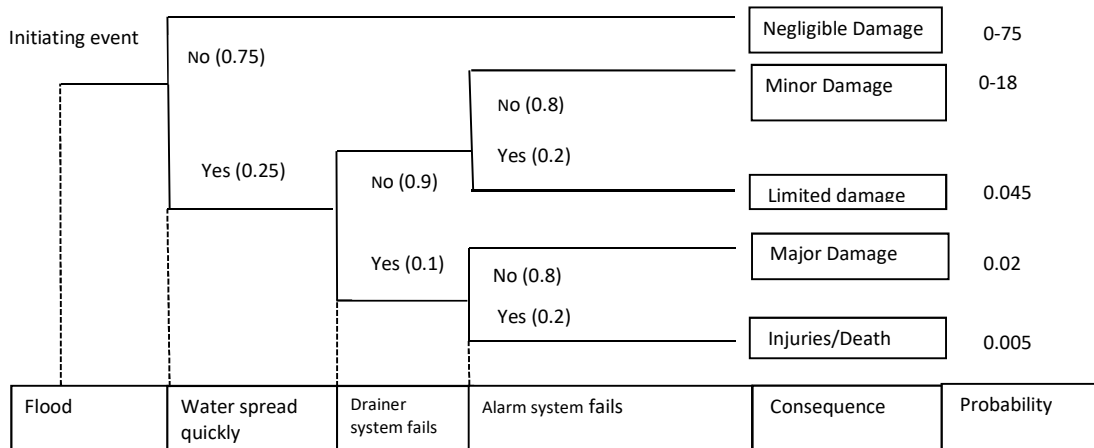 Initiating event
Negligible Damage
0-75
No (0.75)
Minor Damage
0-18
No (0.8)
Yes (0.25)
No (0.9)
Yes (0.2)
Limited damage
0.045
Yes (0.1)
No (0.8)
Major Damage
0.02
Yes (0.2)
Injuries/Death
0.005
Flood
Water spread
quickly
Drainer
system fails
Alarm system fails
Consequence
Probability